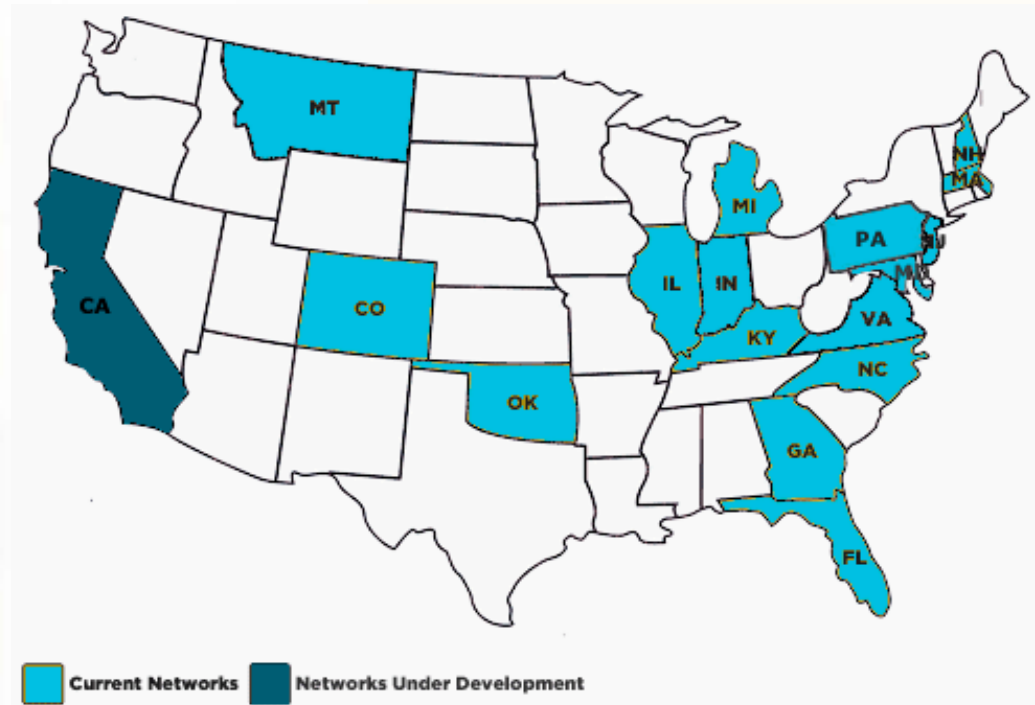 MT
NH
MA
MI
PA
NJ
MD
IL
IN
CO
CA
VA
KY
NC
OK
GA
FL
Current Networks
Networks Under Development